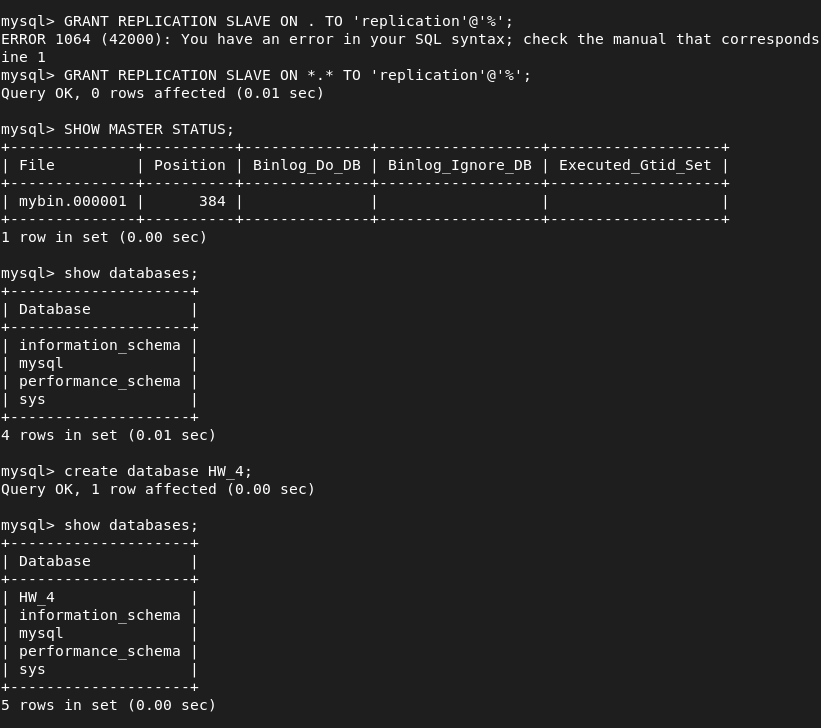 mysql> GRANT REPLICATION SLAVE ON . TO 'replication'@'%';
ERROR 1064 (42000): You have an error in your SQL syntax; check the manual that corresponds
ine 1
mysql> GRANT REPLICATION SLAVE ON *.* TO 'replication'@'%';
Query OK, 0 rows affected (0.01 sec)

mysql> SHOW MASTER STATUS;
+--------------+----------+--------------+------------------+-------------------+
| File         | Position | Binlog_Do_DB | Binlog_Ignore_DB | Executed_Gtid_Set |
+--------------+----------+--------------+------------------+-------------------+
| mybin.000001 |      384 |              |                  |                   |
+--------------+----------+--------------+------------------+-------------------+
1 row in set (0.00 sec)

mysql> show databases;
+--------------------+
| Database           |
+--------------------+
| information_schema |
| mysql              |
| performance_schema |
| sys                |
+--------------------+
4 rows in set (0.01 sec)

mysql> create database HW_4;
Query OK, 1 row affected (0.00 sec)

mysql> show databases;
+--------------------+
| Database           |
+--------------------+
| HW_4               |
| information_schema |
| mysql              |
| performance_schema |
| sys                |
+--------------------+
5 rows in set (0.00 sec)